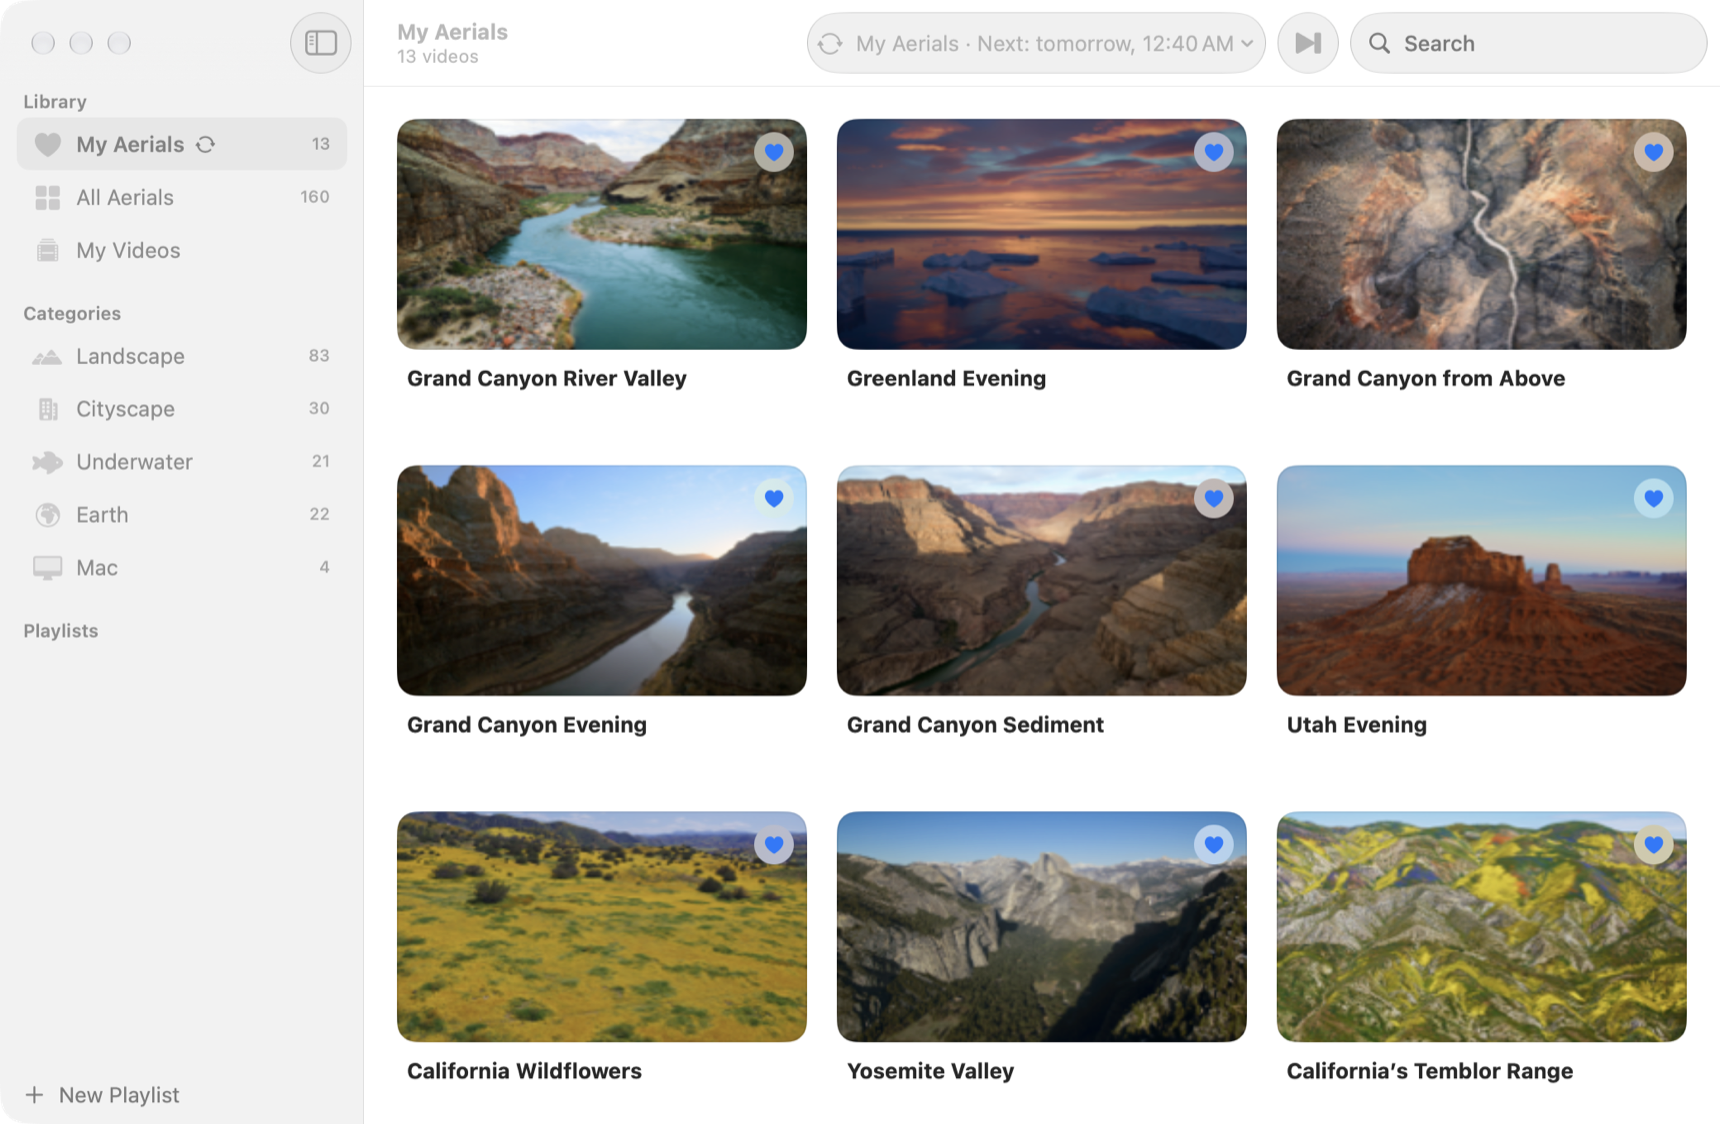 Library
My Aerials 13
All Aerials 160
My Videos
Categories
Landscape 83
Cityscape 30
Underwater 21
Earth 22
Mac 4
Playlists
New Playlist
My Aerials
13 videos
My Aerials · Next: tomorrow, 12:40 AM
Search
Grand Canyon River Valley
Greenland Evening
Grand Canyon from Above
Grand Canyon Evening
Grand Canyon Sediment
Utah Evening
California Wildflowers
Yosemite Valley
California’s Temblor Range